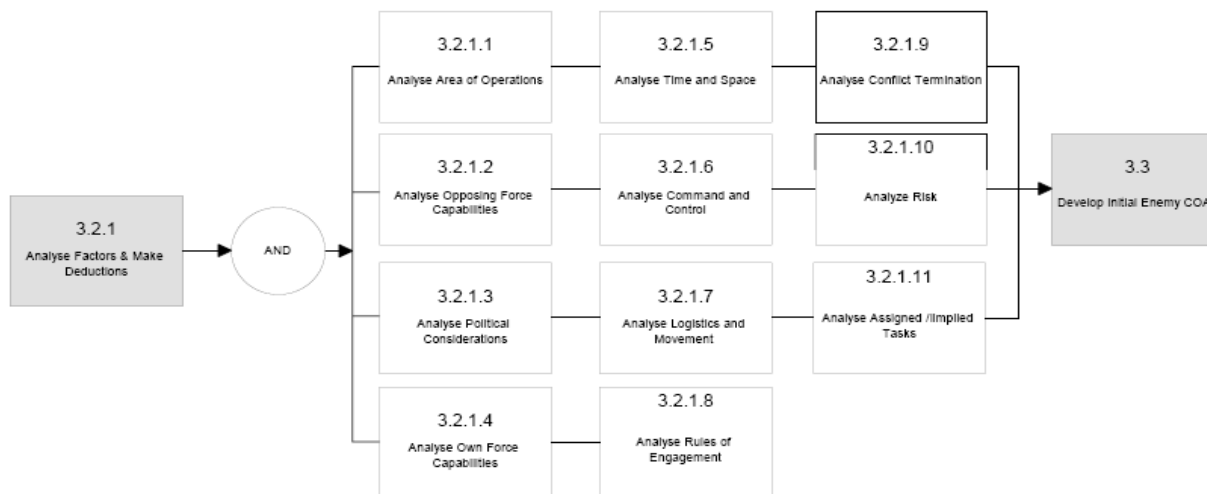 3.2.1
Analyse Factors & Make
Deductions
AND
3.2.1.1
Analyse Area of Operations
3.2.1.5
Analyse Time and Space
3.2.1.9
Analyse Conflict Termination
3.2.1.2
Analyse Opposing Force
Capabilities
3.2.1.6
Analyse Command and
Control
3.2.1.10
Analyze Risk
3.2.1.3
Analyse Political
Considerations
3.2.1.7
Analyse Logistics and
Movement
3.2.1.11
Analyse Assigned /IImplied
Tasks
3.2.1.4
Analyse Own Force
Capabilities
3.2.1.8
Analyse Rules of
Engagement
3.3
Develop Initial Enemy COA